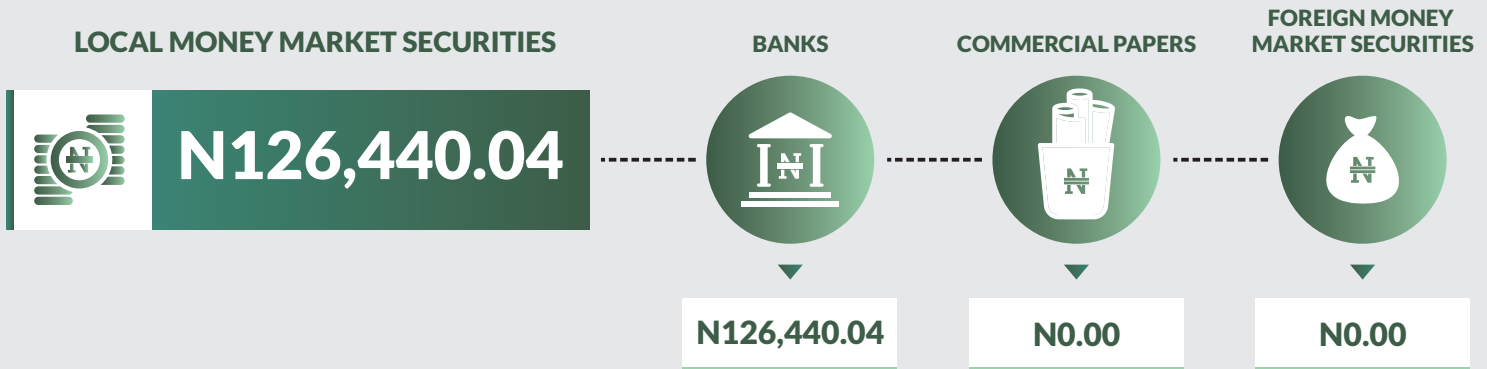 LOCAL MONEY MARKET SECURITIES
N126,440.04
BANKS
N126,440.04
COMMERCIAL PAPERS
N0.00
FOREIGN MONEY
MARKET SECURITIES
N0.00